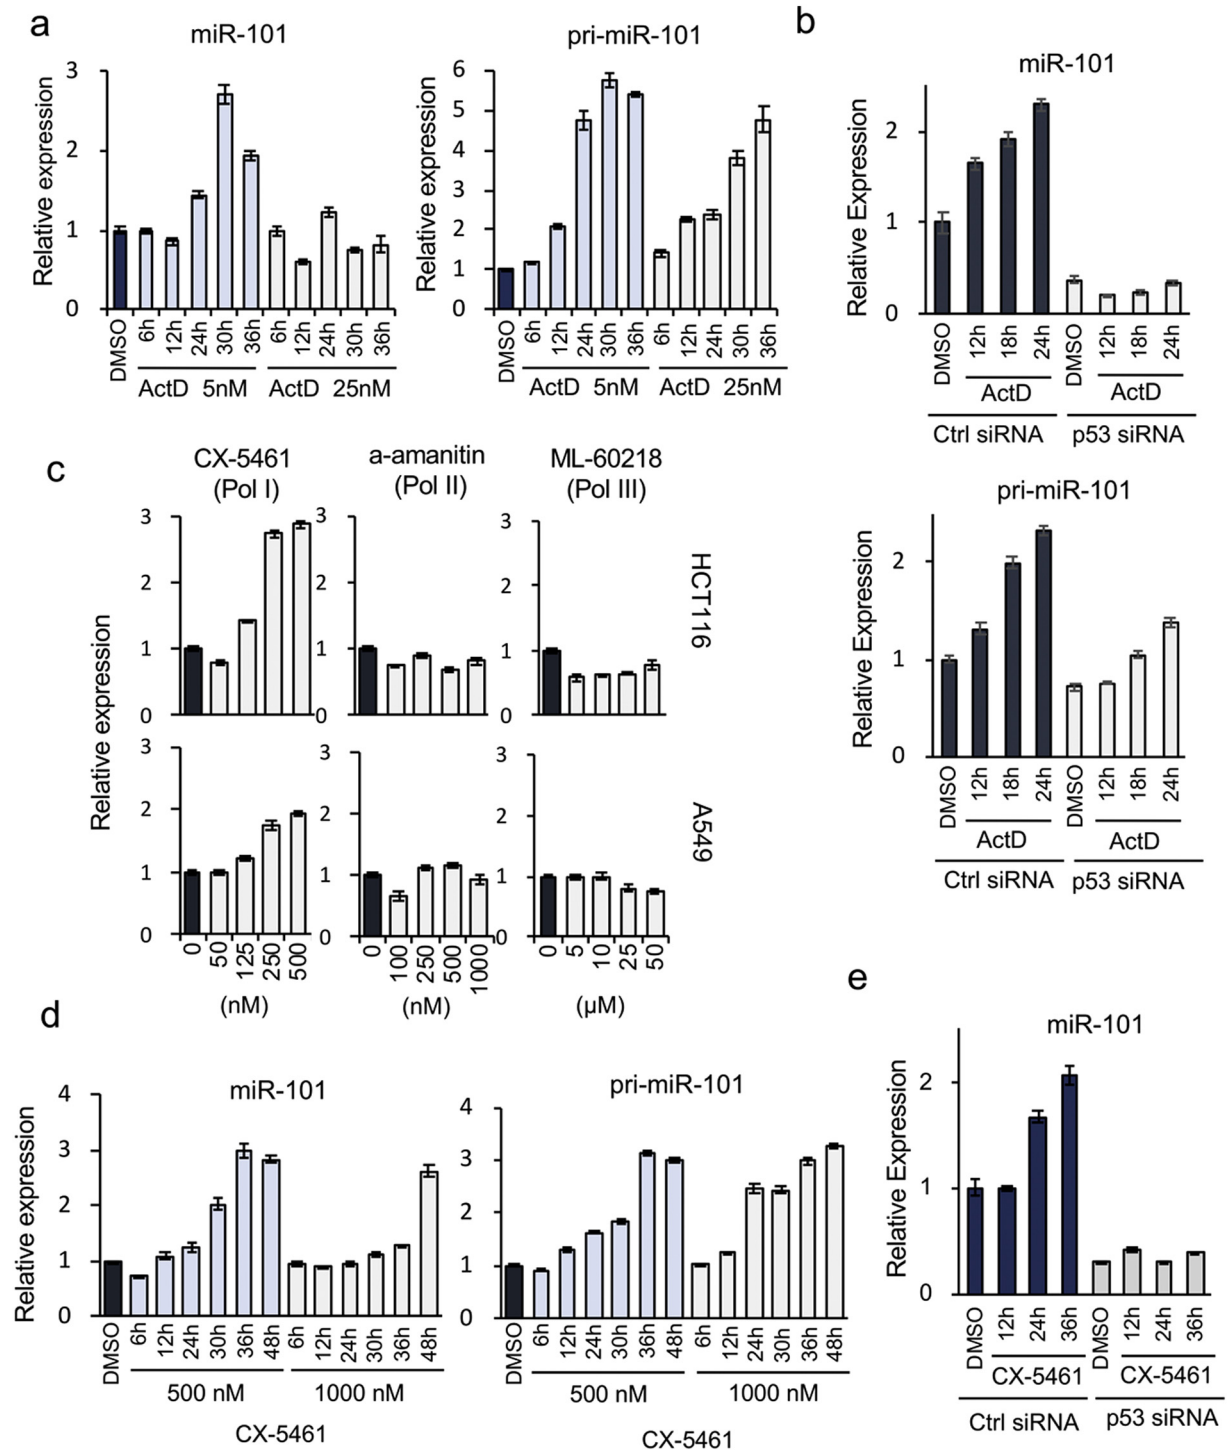 a
miR-101
Relative expression
3
2
1
0
DMSO
6h
12h
24h
30h
36h
6h
12h
24h
30h
36h
ActD 5nM
ActD 25nM
pri-miR-101
Relative expression
6
5
4
3
2
1
0
DMSO
6h
12h
24h
30h
36h
6h
12h
24h
30h
36h
ActD 5nM
ActD 25nM
b
miR-101
Relative Expression
2
1
0
DMSO
12h
18h
24h
DMSO
12h
18h
24h
ActD
ActD
Ctrl siRNA
p53 siRNA
pri-miR-101
Relative Expression
2
1
0
DMSO
12h
18h
24h
DMSO
12h
18h
24h
ActD
ActD
Ctrl siRNA
p53 siRNA
c
CX-5461
(Pol I)
a-amanitin
(Pol II)
ML-60218
(Pol III)
Relative expression
3
2
1
0
3
2
1
0
3
2
1
0
HCT116
3
2
1
0
3
2
1
0
3
2
1
0
A549
0
50
125
250
500
(nM)
0
100
250
500
1000
(nM)
0
5
10
25
50
(µM)
d
miR-101
Relative expression
4
3
2
1
0
DMSO
6h
12h
24h
30h
36h
48h
6h
12h
24h
30h
36h
48h
500 nM
1000 nM
CX-5461
pri-miR-101
Relative expression
4
3
2
1
0
DMSO
6h
12h
24h
30h
36h
48h
6h
12h
24h
30h
36h
48h
500 nM
1000 nM
CX-5461
e
miR-101
Relative Expression
2
1
0
DMSO
12h
24h
36h
DMSO
12h
24h
36h
CX-5461
CX-5461
Ctrl siRNA
p53 siRNA